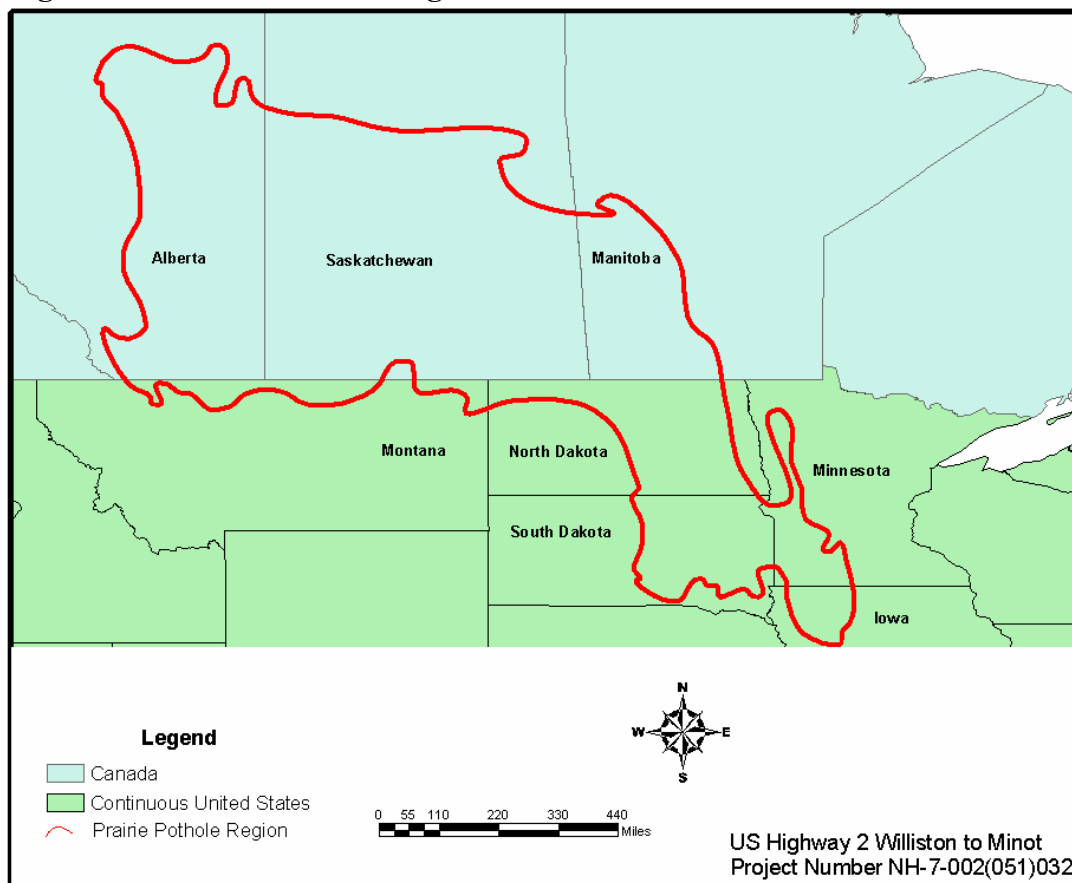 Alberta
Saskatchewan
Manitoba
Montana
North Dakota
Minnesota
South Dakota
Iowa
N
W
E
S
Legend
Canada
Continuous United States
Prairie Pothole Region
0 55 110 220 330 440
Miles
US Highway 2 Williston to Minot
Project Number NH-7-002(051)032